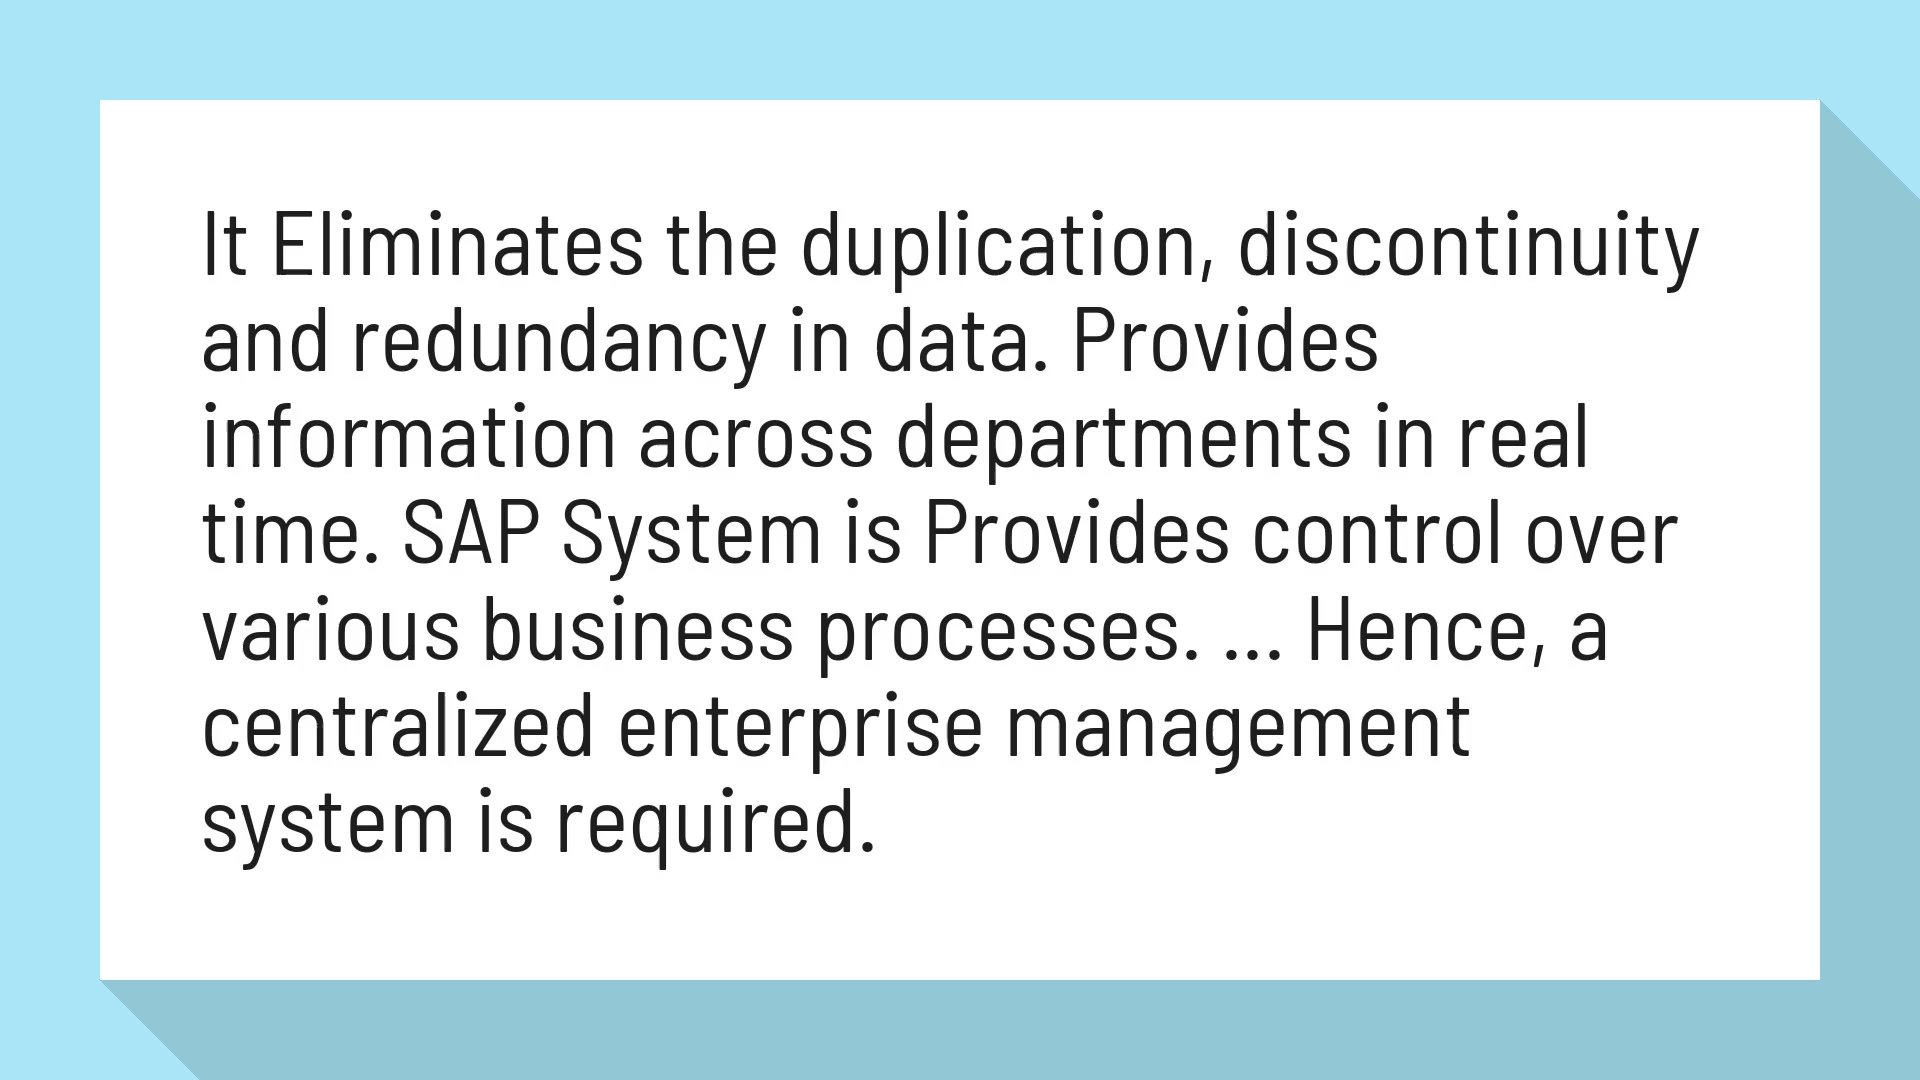 It Eliminates the duplication, discontinuity
and redundancy in data. Provides
information across departments in real
time. SAP System is Provides control over
various business processes. ... Hence, a
centralized enterprise management
system is required.